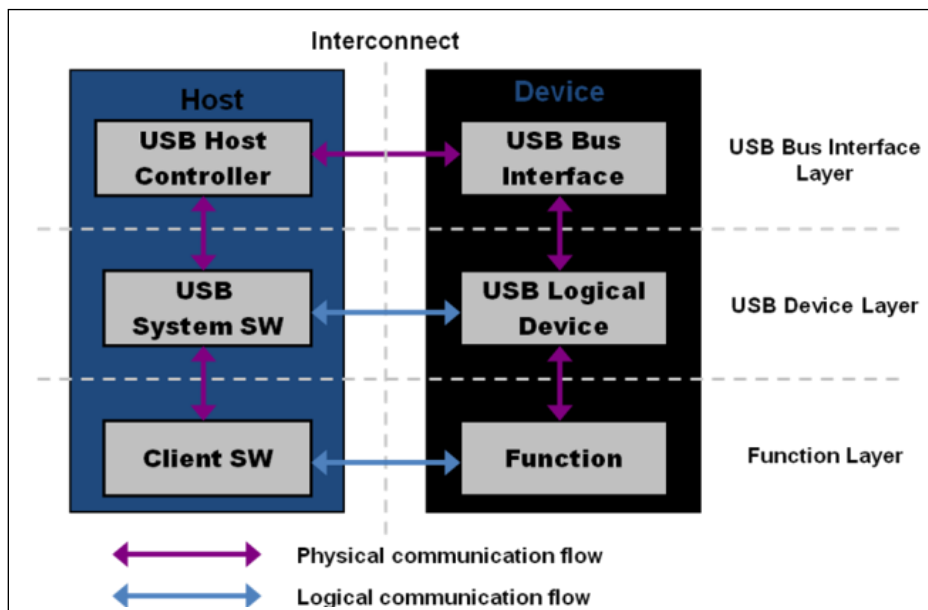 Interconnect
Host
Device
USB Host
Controller
USB Bus
Interface
USB Bus Interface
Layer
USB
System SW
USB Logical
Device
USB Device Layer
Client SW
Function
Function Layer
Physical communication flow
Logical communication flow